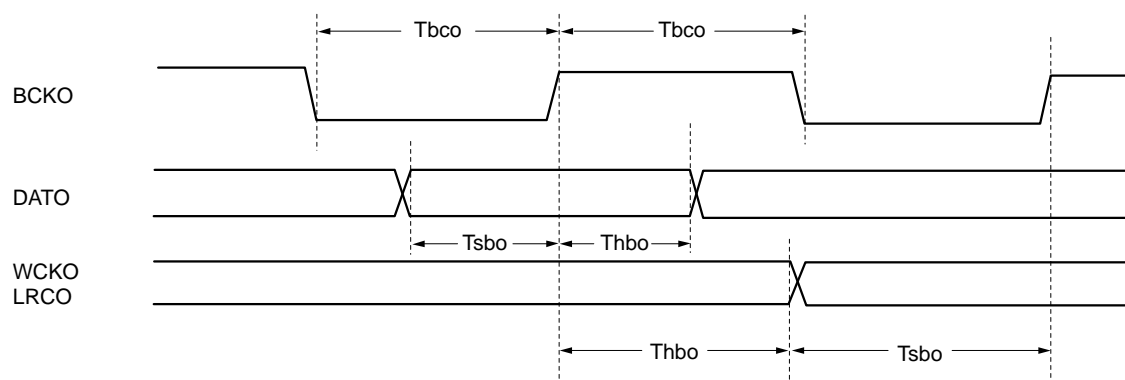 Tbco Tbco
BCKO
DATO
Tsbo Thbo
WCKO
LRCO
Thbo Tsbo